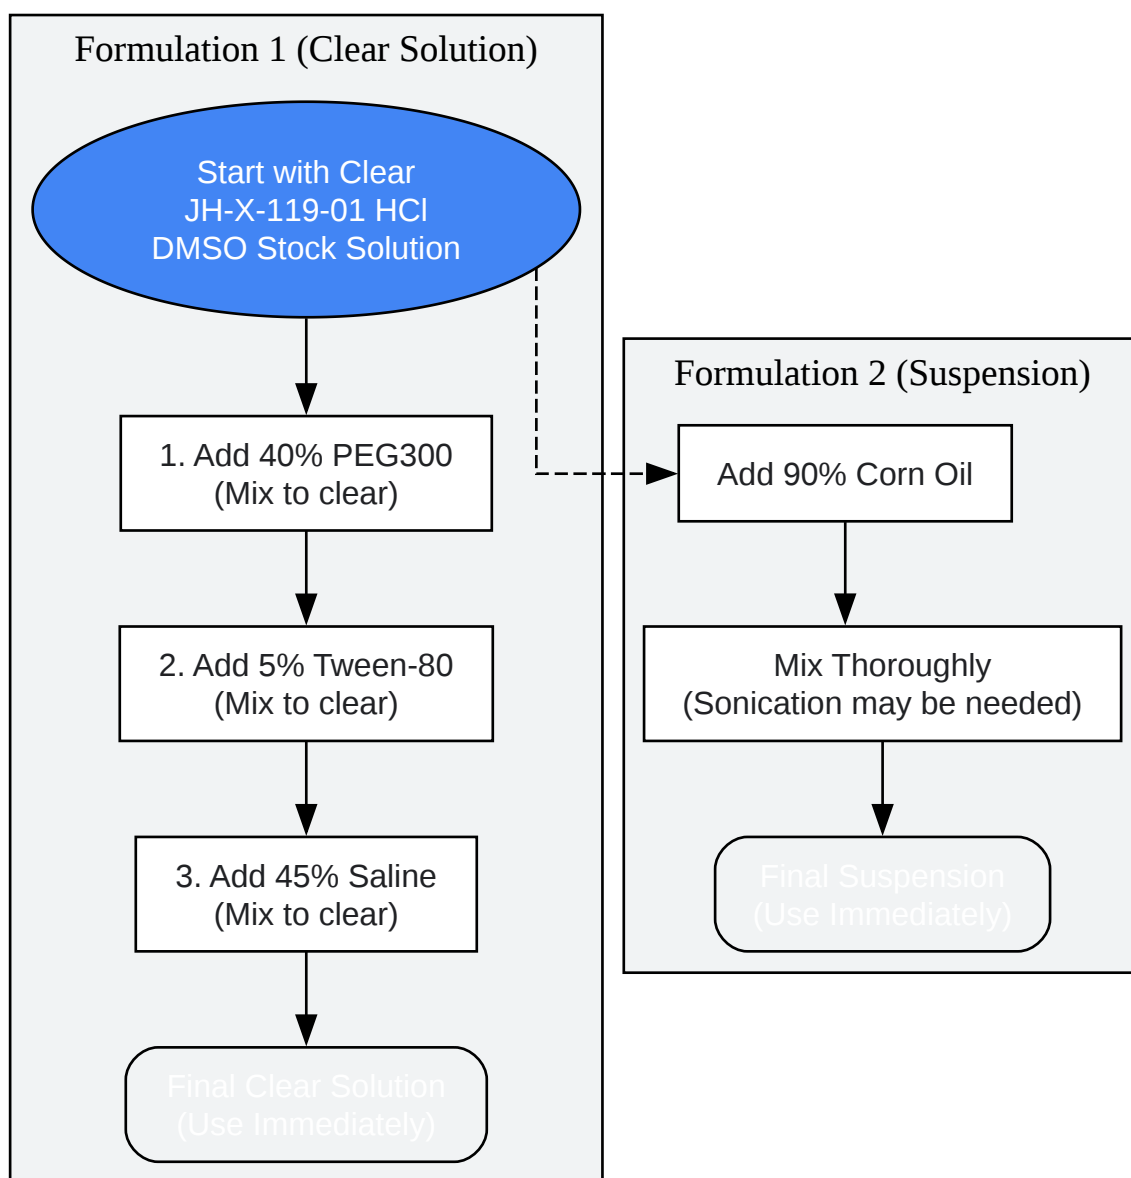 Formulation 1 (Clear Solution)
Start with Clear
JH-X-119-01 HCl
DMSO Stock Solution
1. Add 40% PEG300
(Mix to clear)
2. Add 5% Tween-80
(Mix to clear)
3. Add 45% Saline
(Mix to clear)
Final Clear Solution
(Use Immediately)
Formulation 2 (Suspension)
Add 90% Corn Oil
Mix Thoroughly
(Sonication may be needed)
Final Suspension
(Use Immediately)